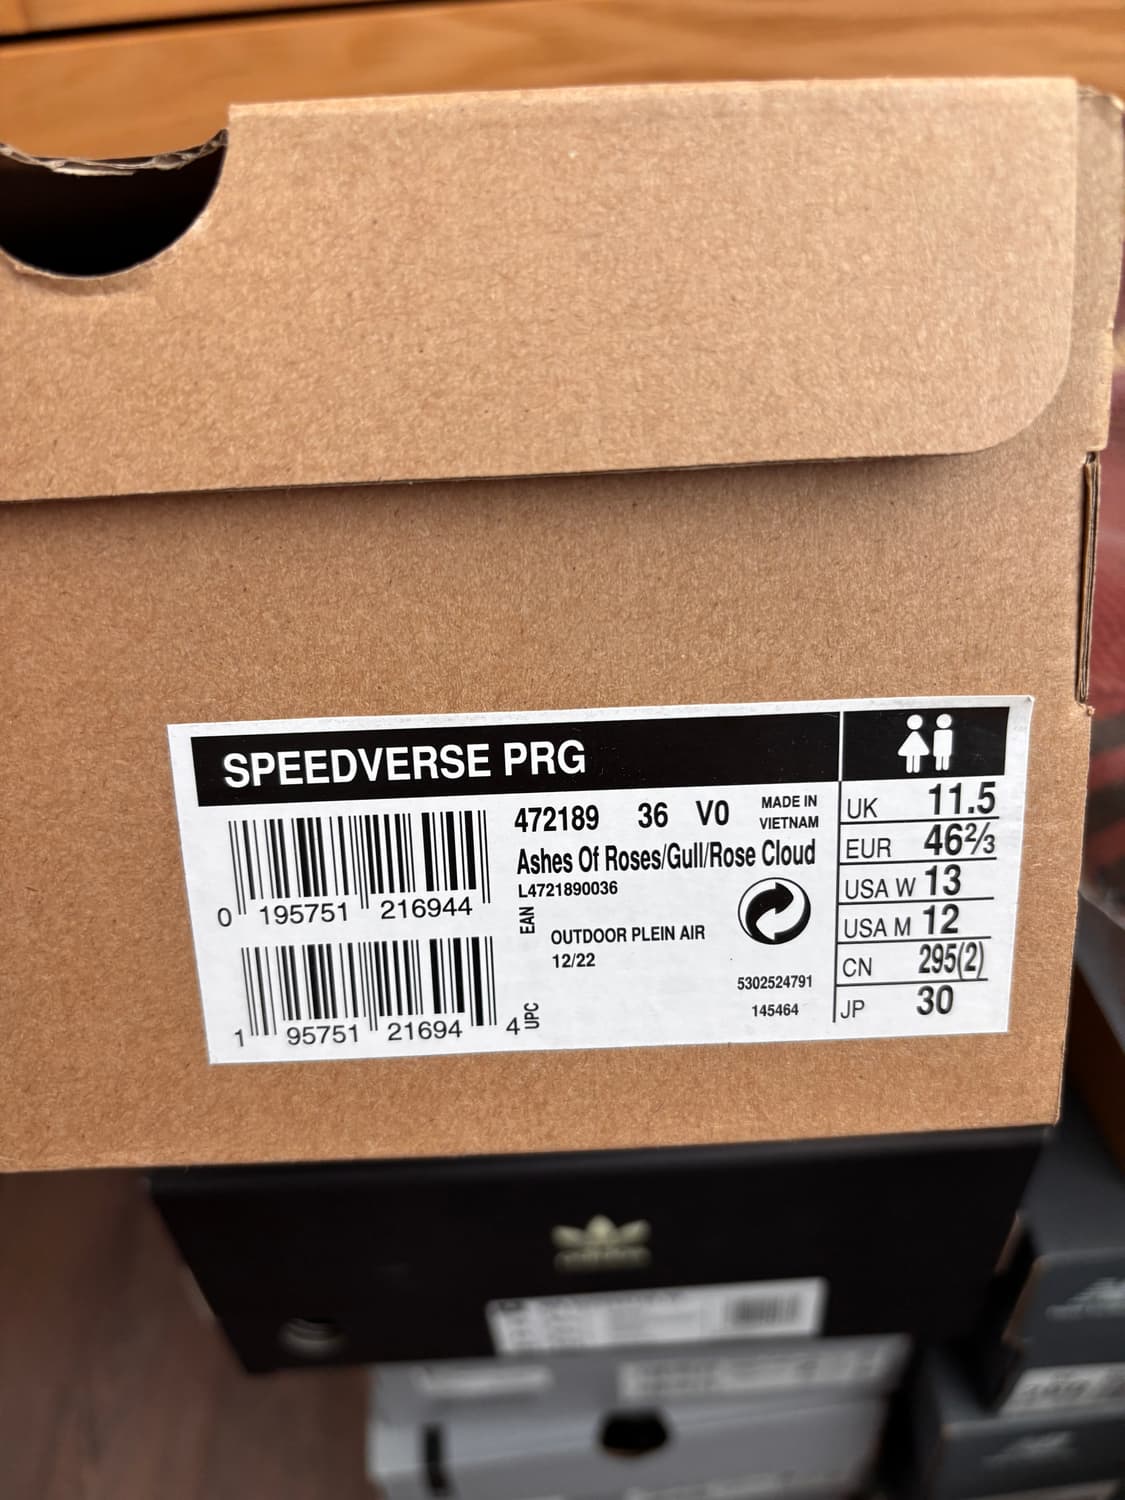 SPEEDVERSE PRG
472189 36 V0 MADE IN VIETNAM
Ashes Of Roses/Gull/Rose Cloud
L4721890036
0 195751 216944 EAN
OUTDOOR PLEIN AIR
12/22
5302524791
145464
1 95751 21694 4 UPC
UK 11.5
EUR 46⅔
USA W 13
USA M 12
CN 295(2)
JP 30
adidas